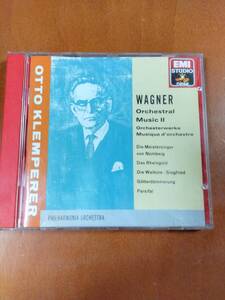 OTTO KLEMPERER
WAGNER
Orchestral
Music II
Orchesterwerke
Musique d'orchestre
Die Meistersinger
von Nürnberg
Das Rheingold
Die Walküre · Siegfried
Götterdämmerung
Parsifal
PHILHARMONIA ORCHESTRA
EMI
STUDIO